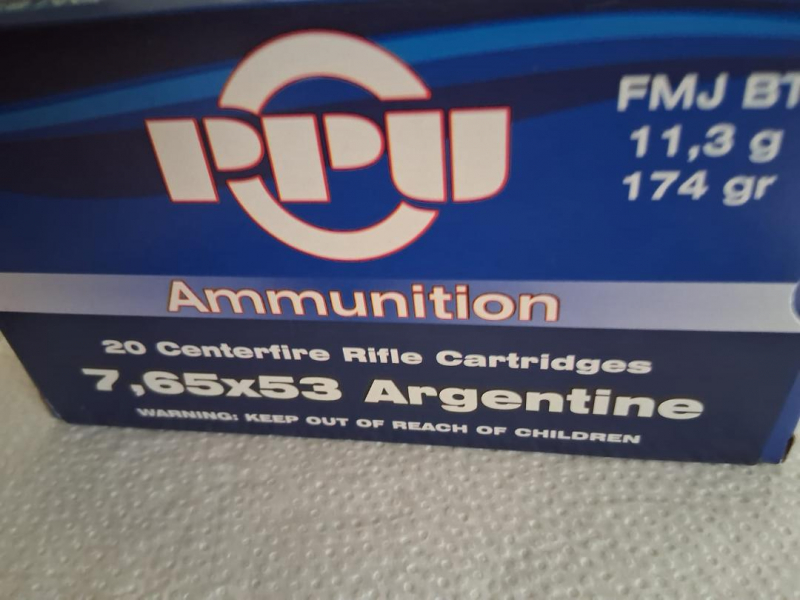 PPU
FMJ BT
11,3 g
174 gr
Ammunition
20 Centerfire Rifle Cartridges
7,65x53 Argentine
WARNING: KEEP OUT OF REACH OF CHILDREN